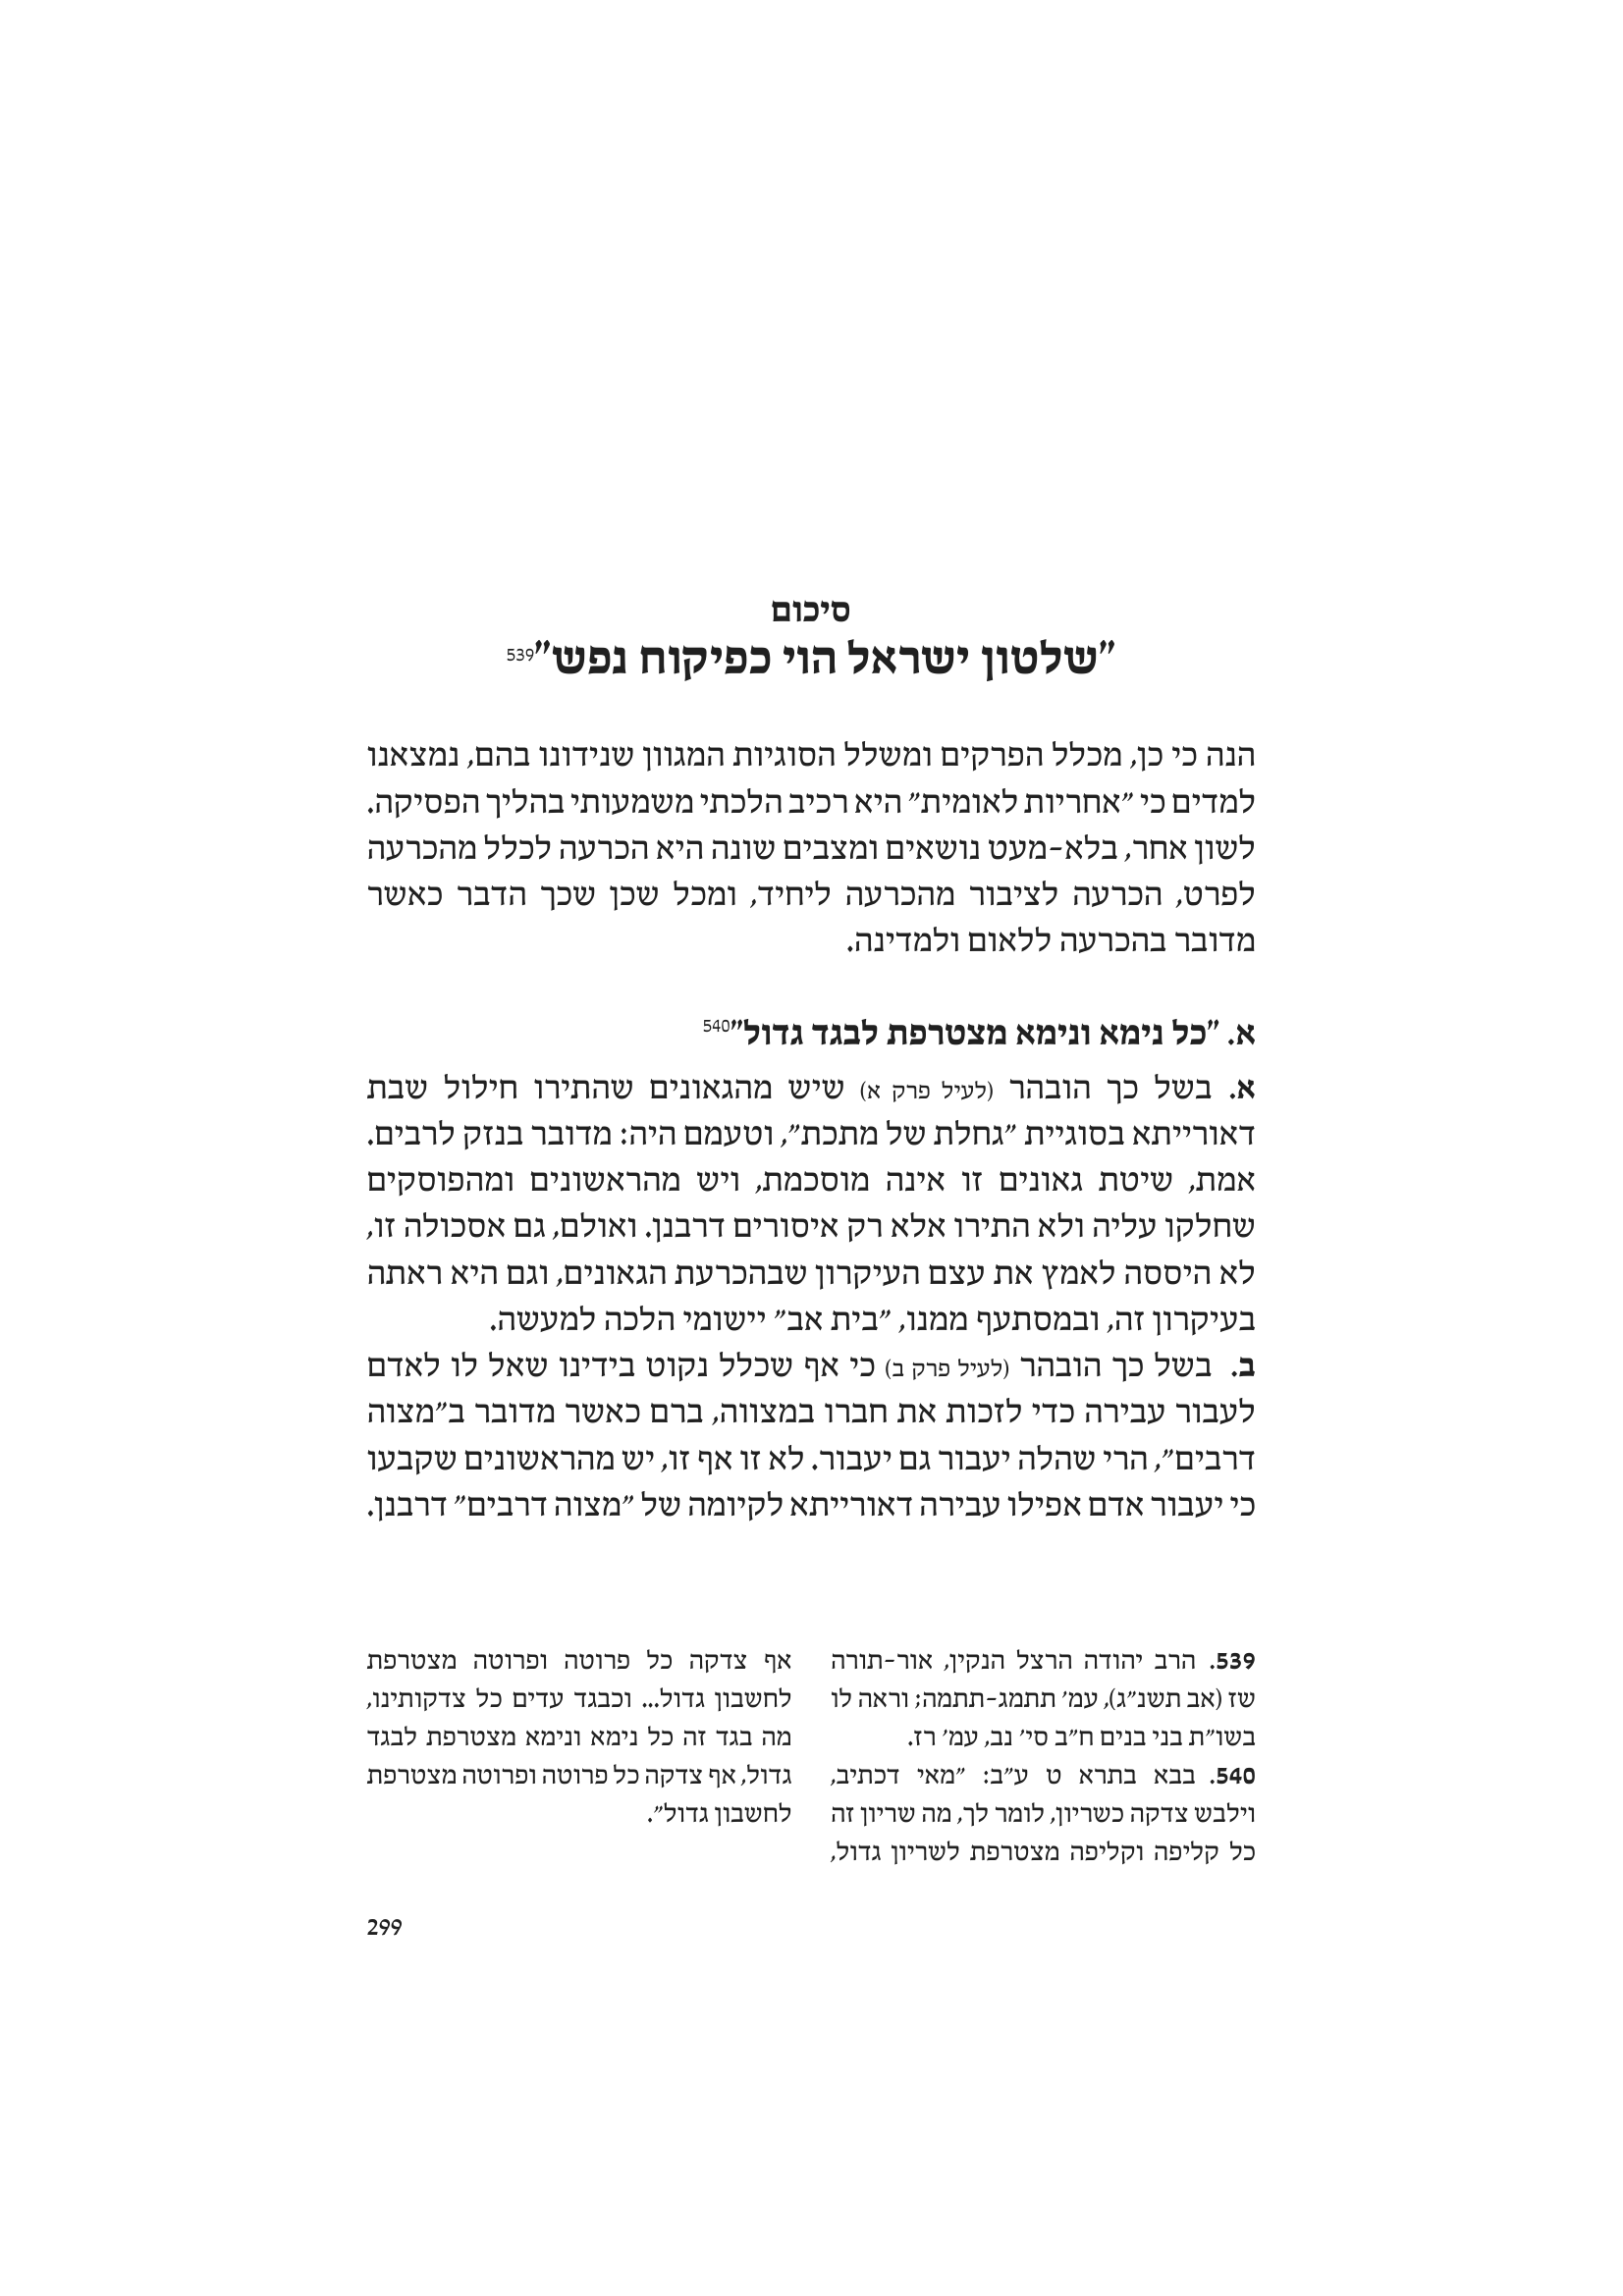 סיכום
״שלטון ישראל הוי כפיקוח נפש״539
הנה כי כן, מכלל הפרקים ומשלל הסוגיות המגוון שנידונו בהם, נמצאנו
למדים כי ״אחריות לאומית״ היא רכיב הלכתי משמעותי בהליך הפסיקה.
לשון אחר, בלא-מעט נושאים ומצבים שונה היא הכרעה לכלל מהכרעה
לפרט, הכרעה לציבור מהכרעה ליחיד, ומכל שכן שכך הדבר כאשר
מדובר בהכרעה ללאום ולמדינה.
א. ״כל נימא ונימא מצטרפת לבגד גדול״540
א. בשל כך הובהר (לעיל פרק א) שיש מהגאונים שהתירו חילול שבת
דאורייתא בסוגיית ״גחלת של מתכת״, וטעמם היה: מדובר בנזק לרבים.
אמת, שיטת גאונים זו אינה מוסכמת, ויש מהראשונים ומהפוסקים
שחלקו עליה ולא התירו אלא רק איסורים דרבנן. ואולם, גם אסכולה זו,
לא היססה לאמץ את עצם העיקרון שבהכרעת הגאונים, וגם היא ראתה
בעיקרון זה, ובמסתעף ממנו, ״בית אב״ יישומי הלכה למעשה.
ב. בשל כך הובהר (לעיל פרק ב) כי אף שכלל נקוט בידינו שאל לו לאדם
לעבור עבירה כדי לזכות את חברו במצווה, ברם כאשר מדובר ב״מצוה
דרבים״, הרי שהלה יעבור גם יעבור. לא זו אף זו, יש מהראשונים שקבעו
כי יעבור אדם אפילו עבירה דאורייתא לקיומה של ״מצוה דרבים״ דרבנן.
539. הרב יהודה הרצל הנקין, אור-תורה
שז (אב תשנ״ג), עמ׳ תתמג-תתמה; וראה לו
בשו״ת בני בנים ח״ב סי׳ נב, עמ׳ רז.
540. בבא בתרא ט ע״ב: ״מאי דכתיב,
וילבש צדקה כשריון, לומר לך, מה שריון זה
כל קליפה וקליפה מצטרפת לשריון גדול,
אף צדקה כל פרוטה ופרוטה מצטרפת
לחשבון גדול... וכבגד עדים כל צדקותינו,
מה בגד זה כל נימא ונימא מצטרפת לבגד
גדול, אף צדקה כל פרוטה ופרוטה מצטרפת
לחשבון גדול״.
299